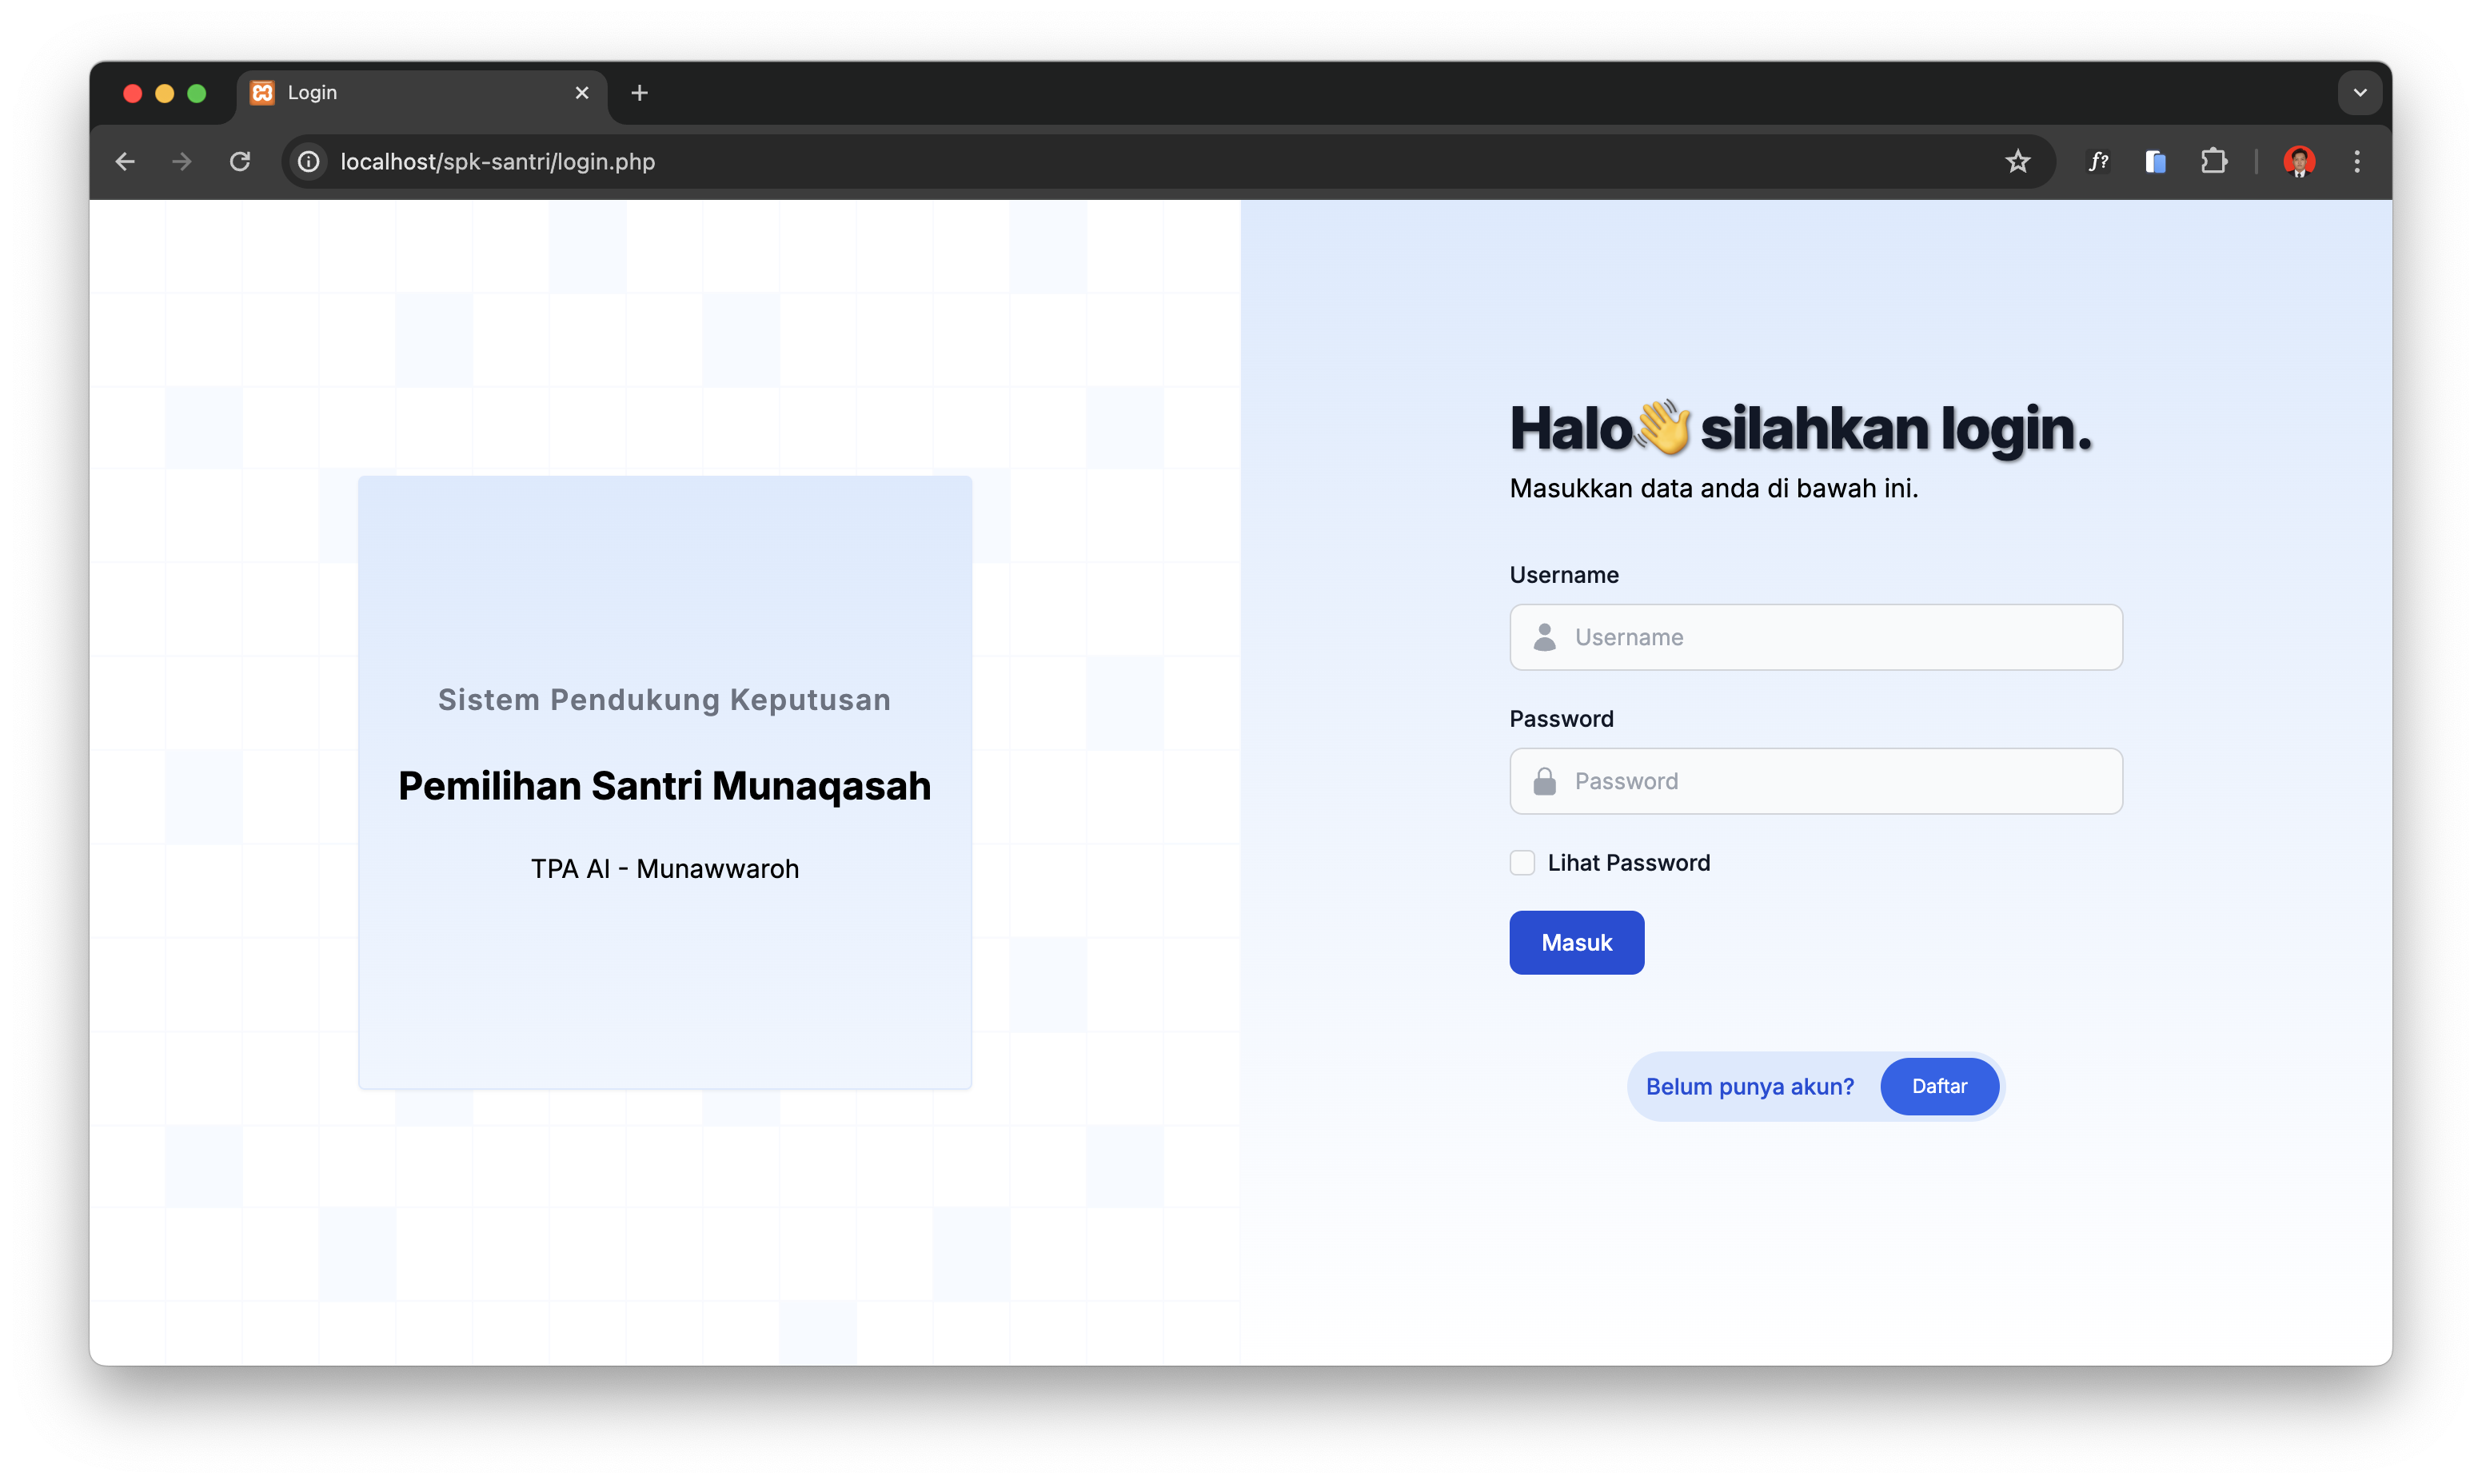 Login
localhost/spk-santri/login.php
f?
Sistem Pendukung Keputusan
Pemilihan Santri Munaqasah
TPA Al - Munawwaroh
Halo👋 silahkan login.
Masukkan data anda di bawah ini.
Username
Username
Password
Password
Lihat Password
Masuk
Belum punya akun?
Daftar